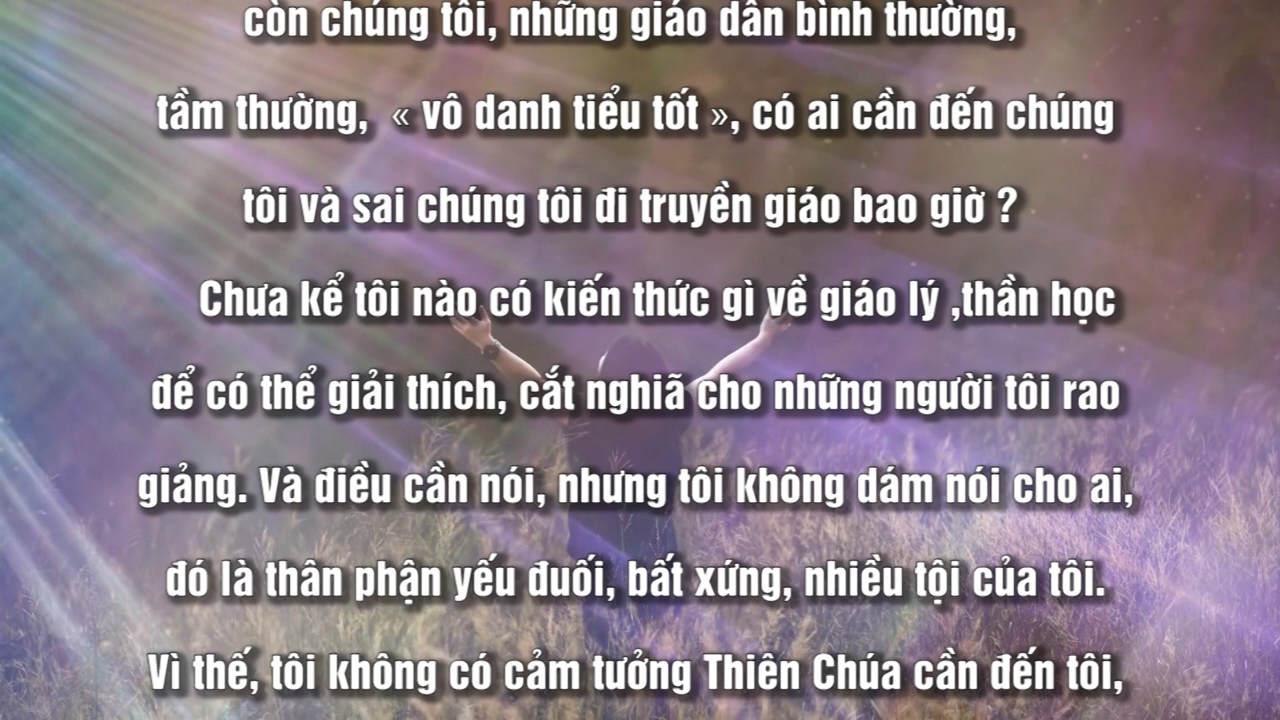 còn chúng tôi, những giáo dân bình thường,
tầm thường, « vô danh tiểu tốt », có ai cần đến chúng
tôi và sai chúng tôi đi truyền giáo bao giờ ?
Chưa kể tôi nào có kiến thức gì về giáo lý ,thần học
để có thể giải thích, cắt nghiã cho những người tôi rao
giảng. Và điều cần nói, nhưng tôi không dám nói cho ai,
đó là thân phận yếu đuối, bất xứng, nhiều tội của tôi.
Vì thế, tôi không có cảm tưởng Thiên Chúa cần đến tôi,